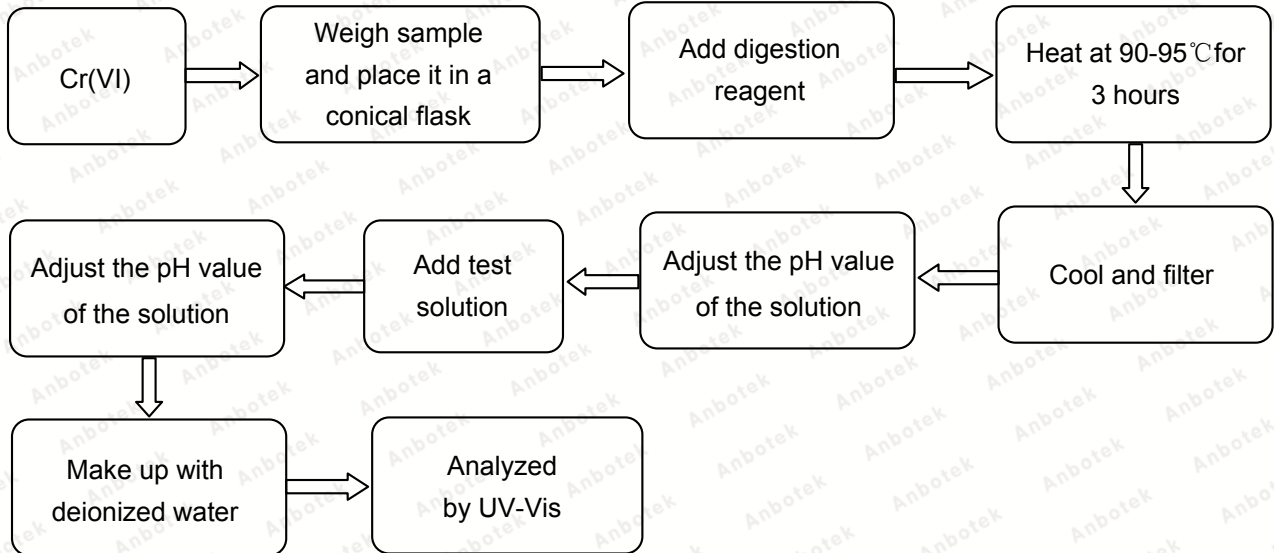 Cr(VI)
Weigh sample
and place it in a
conical flask
Add digestion
reagent
Heat at 90-95℃for
3 hours
Cool and filter
Adjust the pH value
of the solution
Add test
solution
Adjust the pH value
of the solution
Make up with
deionized water
Analyzed
by UV-Vis
Anbotek